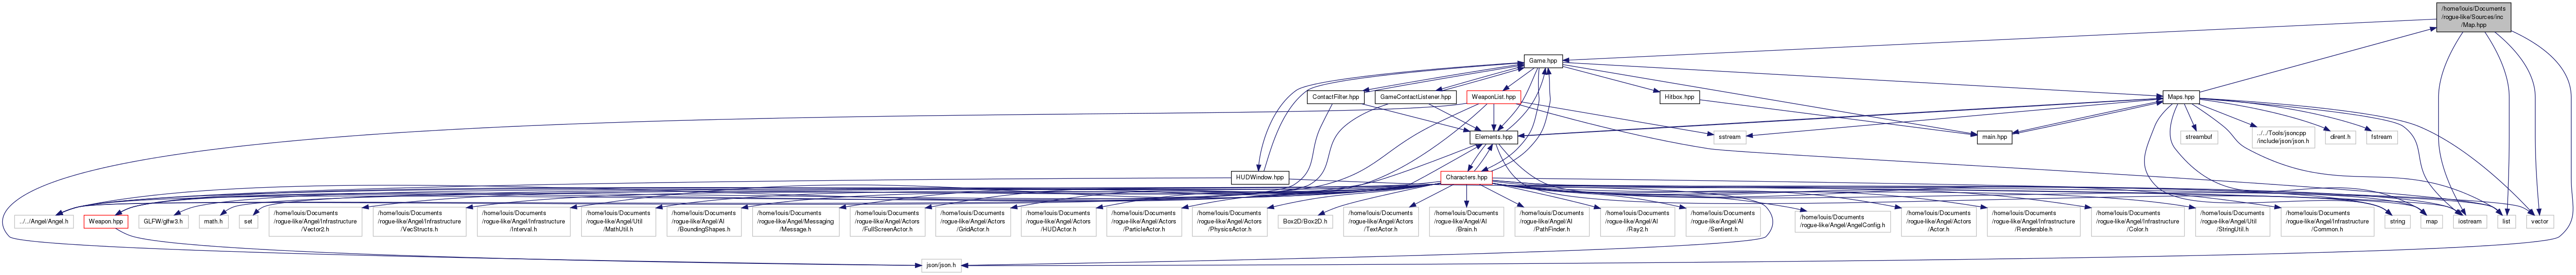 /home/louis/Documents
/rogue-like/Sources/inc
/Map.hpp
Game.hpp
ContactFilter.hpp
GameContactListener.hpp
WeaponList.hpp
Hitbox.hpp
Maps.hpp
Elements.hpp
sstream
main.hpp
streambuf
../../Tools/jsoncpp
/include/json/json.h
dirent.h
fstream
HUDWindow.hpp
Characters.hpp
../../Angel/Angel.h
Weapon.hpp
GLFW/glfw3.h
math.h
set
/home/louis/Documents
/rogue-like/Angel/Infrastructure
/Vector2.h
/home/louis/Documents
/rogue-like/Angel/Infrastructure
/VecStructs.h
/home/louis/Documents
/rogue-like/Angel/Infrastructure
/Interval.h
/home/louis/Documents
/rogue-like/Angel/Util
/MathUtil.h
/home/louis/Documents
/rogue-like/Angel/AI
/BoundingShapes.h
/home/louis/Documents
/rogue-like/Angel/Messaging
/Message.h
/home/louis/Documents
/rogue-like/Angel/Actors
/FullScreenActor.h
/home/louis/Documents
/rogue-like/Angel/Actors
/GridActor.h
/home/louis/Documents
/rogue-like/Angel/Actors
/HUDActor.h
/home/louis/Documents
/rogue-like/Angel/Actors
/ParticleActor.h
/home/louis/Documents
/rogue-like/Angel/Actors
/PhysicsActor.h
Box2D/Box2D.h
/home/louis/Documents
/rogue-like/Angel/Actors
/TextActor.h
/home/louis/Documents
/rogue-like/Angel/AI
/Brain.h
/home/louis/Documents
/rogue-like/Angel/AI
/PathFinder.h
/home/louis/Documents
/rogue-like/Angel/AI
/Ray2.h
/home/louis/Documents
/rogue-like/Angel/AI
/Sentient.h
/home/louis/Documents
/rogue-like/Angel/AngelConfig.h
/home/louis/Documents
/rogue-like/Angel/Actors
/Actor.h
/home/louis/Documents
/rogue-like/Angel/Infrastructure
/Renderable.h
/home/louis/Documents
/rogue-like/Angel/Infrastructure
/Color.h
/home/louis/Documents
/rogue-like/Angel/Util
/StringUtil.h
/home/louis/Documents
/rogue-like/Angel/Infrastructure
/Common.h
string
map
iostream
list
vector
json/json.h